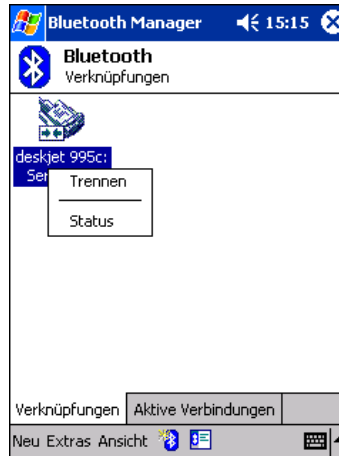 Bluetooth Manager 15:15
Bluetooth
Verknüpfungen
deskjet 995c:
Ser
Trennen
Status
Verknüpfungen Aktive Verbindungen
Neu Extras Ansicht